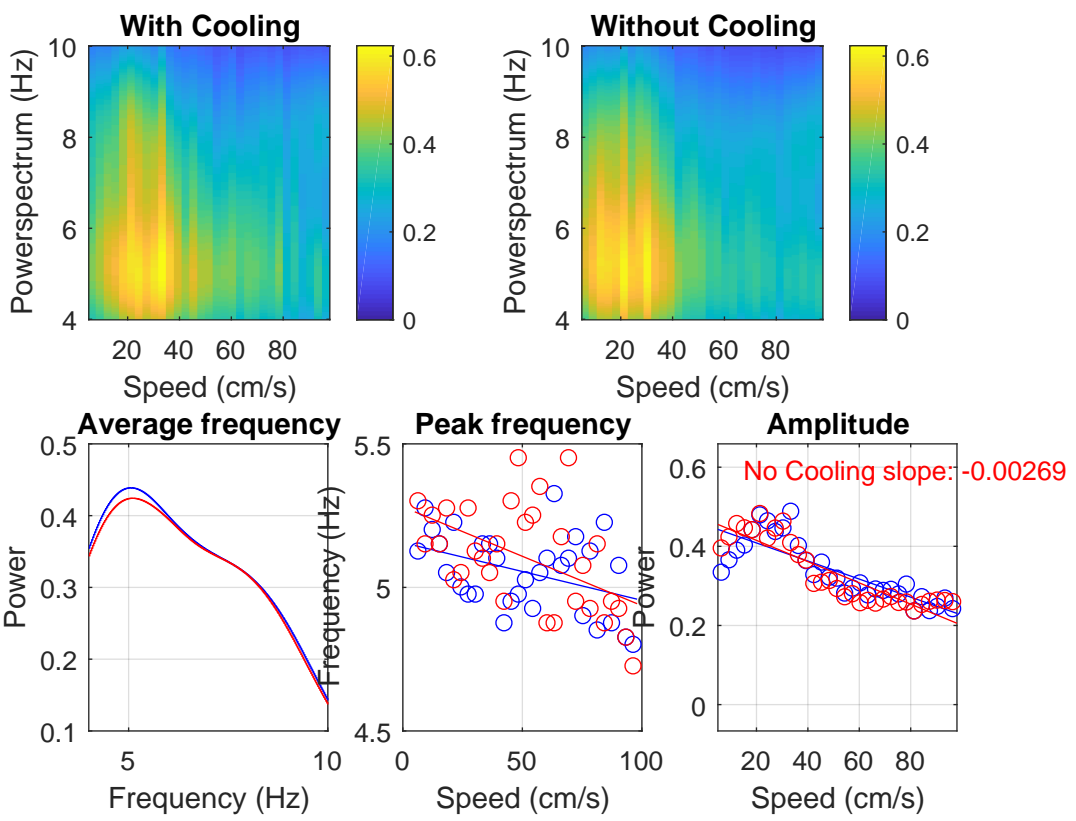 With Cooling
Without Cooling
Powerspectrum (Hz)
10
8
6
4
20 40 60 80
Speed (cm/s)
0.6
0.4
0.2
0
Powerspectrum (Hz)
10
8
6
4
20 40 60 80
Speed (cm/s)
0.6
0.4
0.2
0
Average frequency
Peak frequency
Amplitude
Power
0.5
0.4
0.3
0.2
0.1
5 10
Frequency (Hz)
Frequency (Hz)
5.5
5
4.5
0 50 100
Speed (cm/s)
Power
0.6
0.4
0.2
0
20 40 60 80
Speed (cm/s)
No Cooling slope: -0.00269